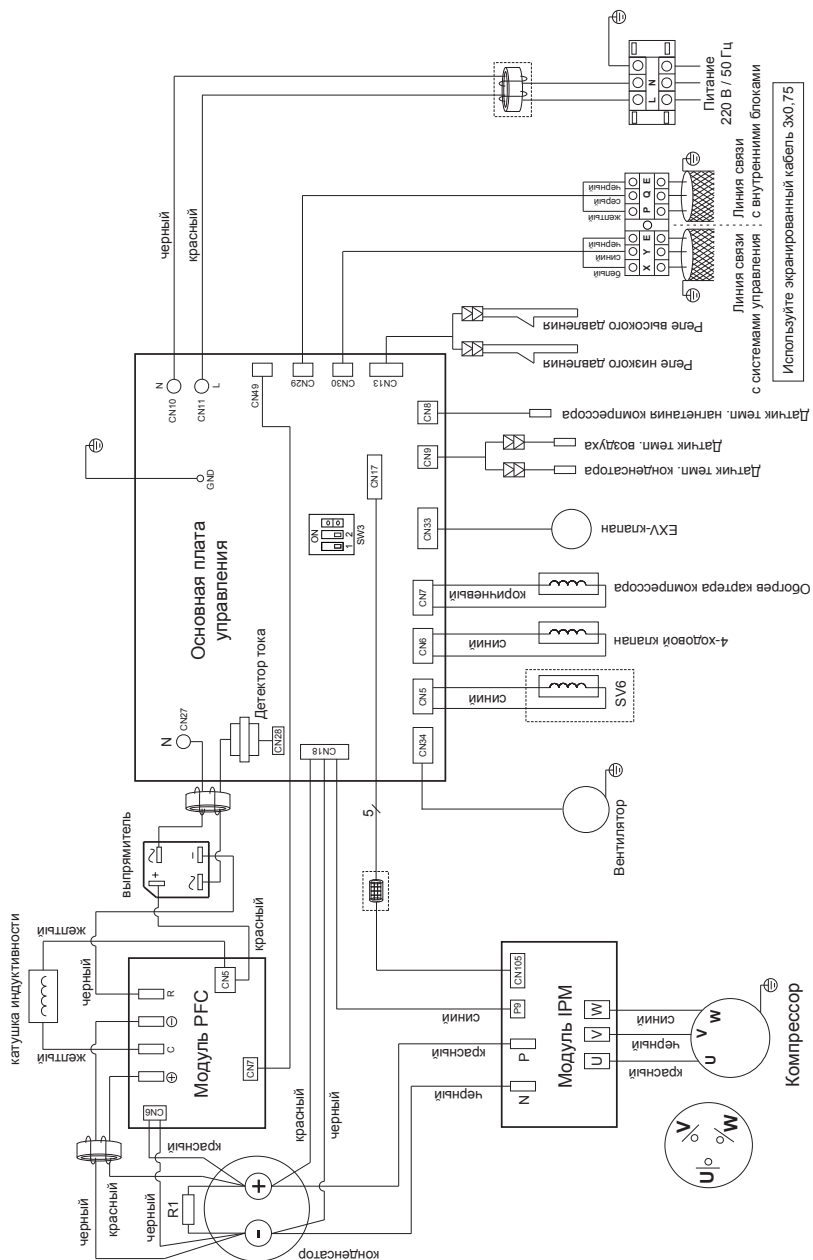 черный
красный
N
CN10
CN11
L
CN49
CN29
CN30
CN13
CN8
CN9
CN17
CN33
CN7
CN6
CN5
CN34
CN18
CN28
CN27
N
GND
Основная плата
управления
Детектор тока
ON
1 2
0 0
SW3
L N
Питание
220 В / 50 Гц
черный
серый
желтый
P Q E
черный
синий
белый
X Y E
Линия связи
с внутренними блоками
Линия связи
с системами управления
Используйте экранированный кабель 3x0,75
Реле высокого давления
Реле низкого давления
Датчик темп. нагнетания компрессора
Датчик темп. воздуха
Датчик темп. конденсатора
EXV-клапан
коричневый
Обогрев картера компрессора
синий
4-ходовой клапан
синий
SV6
Вентилятор
5
выпрямитель
+
-
~
~
катушка индуктивности
желтый
желтый
черный
красный
R
C
CN5
CN6
CN7
Модуль PFC
черный
красный
черный
красный
R1
+
-
конденсатор
красный
черный
синий
красный
черный
CN105
P9
P
N
Модуль IPM
U V W
синий
черный
красный
U V W
Компрессор
U
V
W